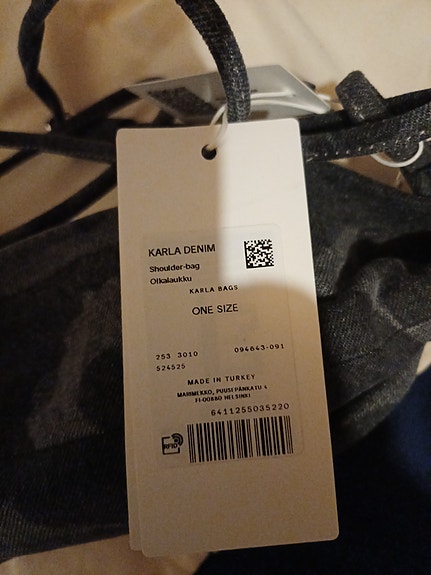 KARLA DENIM
Shoulder-bag
Olkalaukku
KARLA BAGS
ONE SIZE
253 3010 094643-091
524525
MADE IN TURKEY
MARIMEKKO, PUUSEPÄNKATU 4
FI-00880 HELSINKI
6411255035220
RFID